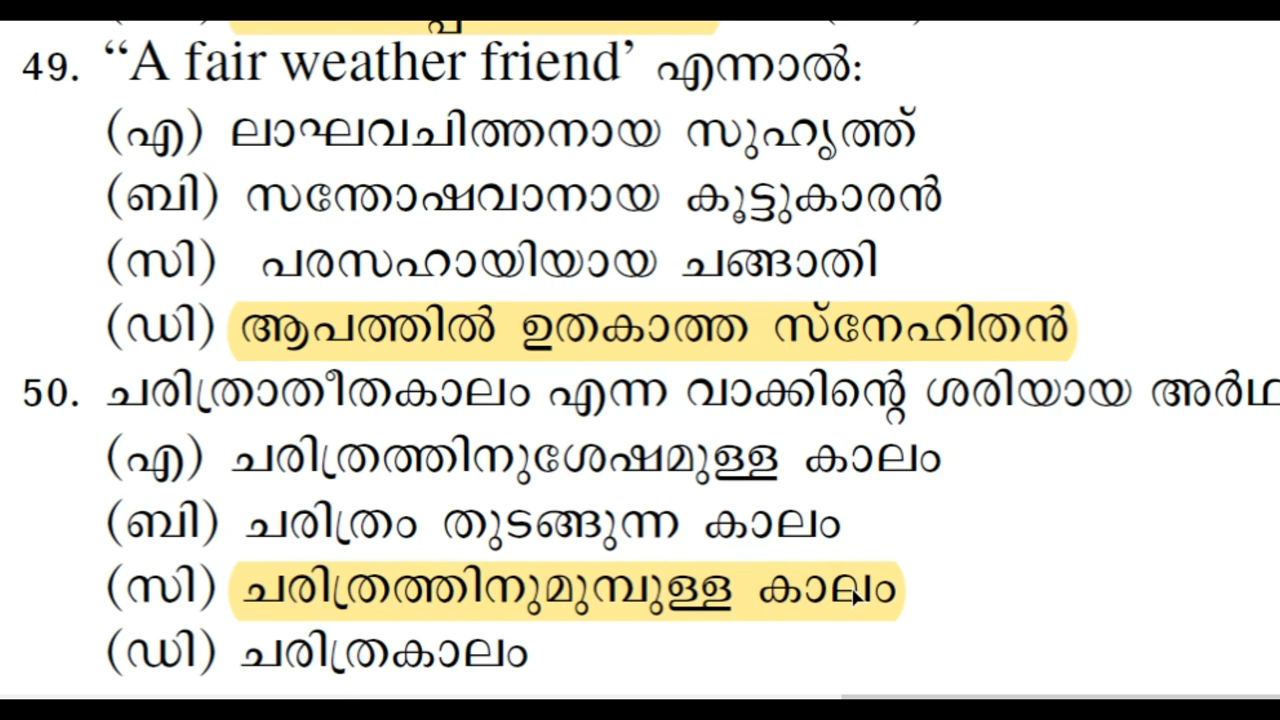 49. “A fair weather friend’ എന്നാൽ:
(എ) ലാഘവചിത്തനായ സുഹൃത്ത്
(ബി) സന്തോഷവാനായ കൂട്ടുകാരൻ
(സി) പരസഹായിയായ ചങ്ങാതി
(ഡി) ആപത്തിൽ ഉതകാത്ത സ്നേഹിതൻ
50. ചരിത്രാതീതകാലം എന്ന വാക്കിന്റെ ശരിയായ
(എ) ചരിത്രത്തിനുശേഷമുള്ള കാലം
(ബി) ചരിത്രം തുടങ്ങുന്ന കാലം
(സി) ചരിത്രത്തിനുമുമ്പുള്ള കാലം
(ഡി) ചരിത്രകാലം